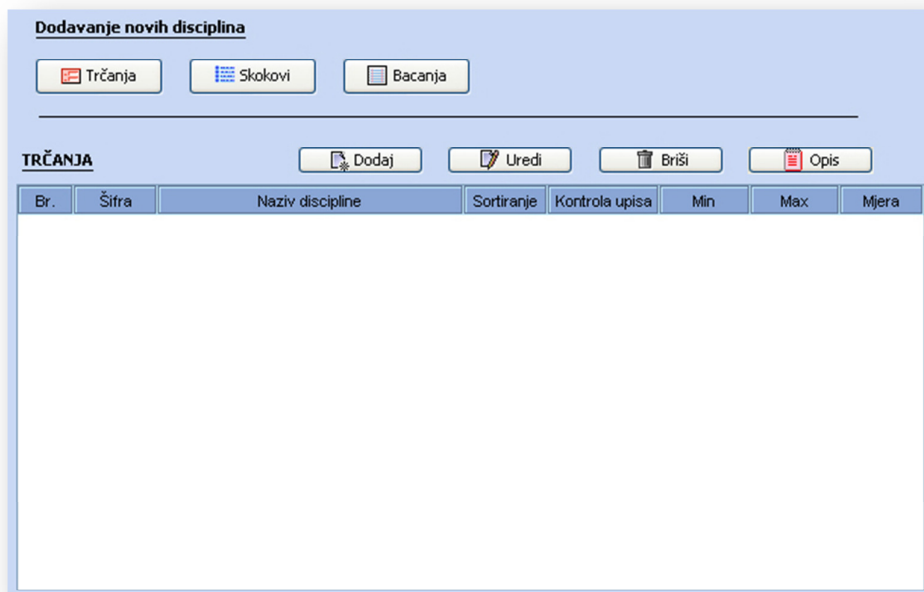 Dodavanje novih disciplina
Trčanja Skokovi Bacanja
TRČANJA Dodaj Uredi Briši Opis
Br. Šifra Naziv discipline Sortiranje Kontrola upisa Min Max Mjera